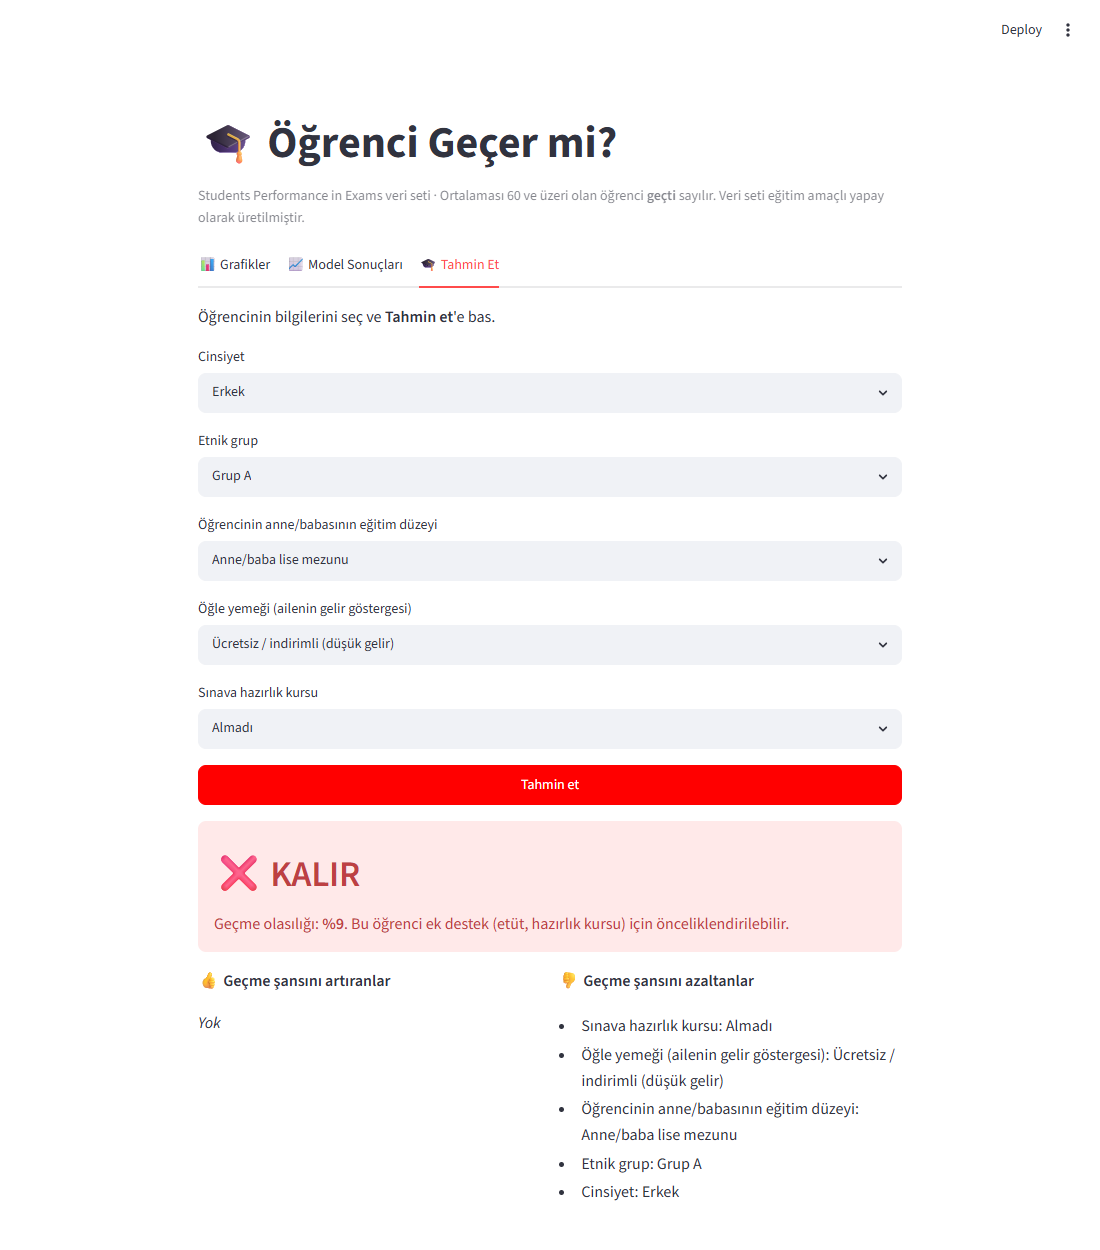 Deploy
Öğrenci Geçer mi?
Students Performance in Exams veri seti · Ortalaması 60 ve üzeri olan öğrenci geçti sayılır. Veri seti eğitim amaçlı yapay
olarak üretilmiştir.
Grafikler Model Sonuçları Tahmin Et
Öğrencinin bilgilerini seç ve Tahmin et'e bas.
Cinsiyet
Erkek
Etnik grup
Grup A
Öğrencinin anne/babasının eğitim düzeyi
Anne/baba lise mezunu
Öğle yemeği (ailenin gelir göstergesi)
Ücretsiz / indirimli (düşük gelir)
Sınava hazırlık kursu
Almadı
Tahmin et
KALIR
Geçme olasılığı: %9. Bu öğrenci ek destek (etüt, hazırlık kursu) için önceliklendirilebilir.
Geçme şansını artıranlar
Yok
Geçme şansını azaltanlar
Sınava hazırlık kursu: Almadı
Öğle yemeği (ailenin gelir göstergesi): Ücretsiz /
indirimli (düşük gelir)
Öğrencinin anne/babasının eğitim düzeyi:
Anne/baba lise mezunu
Etnik grup: Grup A
Cinsiyet: Erkek